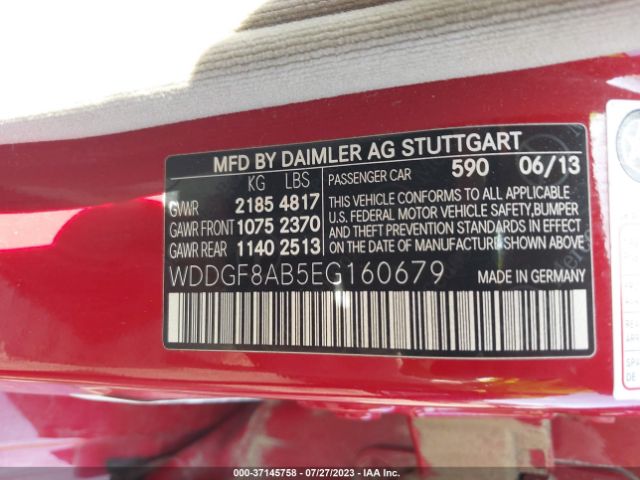 MFD BY DAIMLER AG STUTTGART
KG LBS
PASSENGER CAR 590 06/13
GVWR 2185 4817
GAWR FRONT 1075 2370
GAWR REAR 1140 2513
THIS VEHICLE CONFORMS TO ALL APPLICABLE
U.S. FEDERAL MOTOR VEHICLE SAFETY, BUMPER
AND THEFT PREVENTION STANDARDS IN EFFECT
ON THE DATE OF MANUFACTURE SHOWN ABOVE
WDDGF8AB5EG160679
MADE IN GERMANY
000-37145758 | 07/27/2023 | IAA Inc.